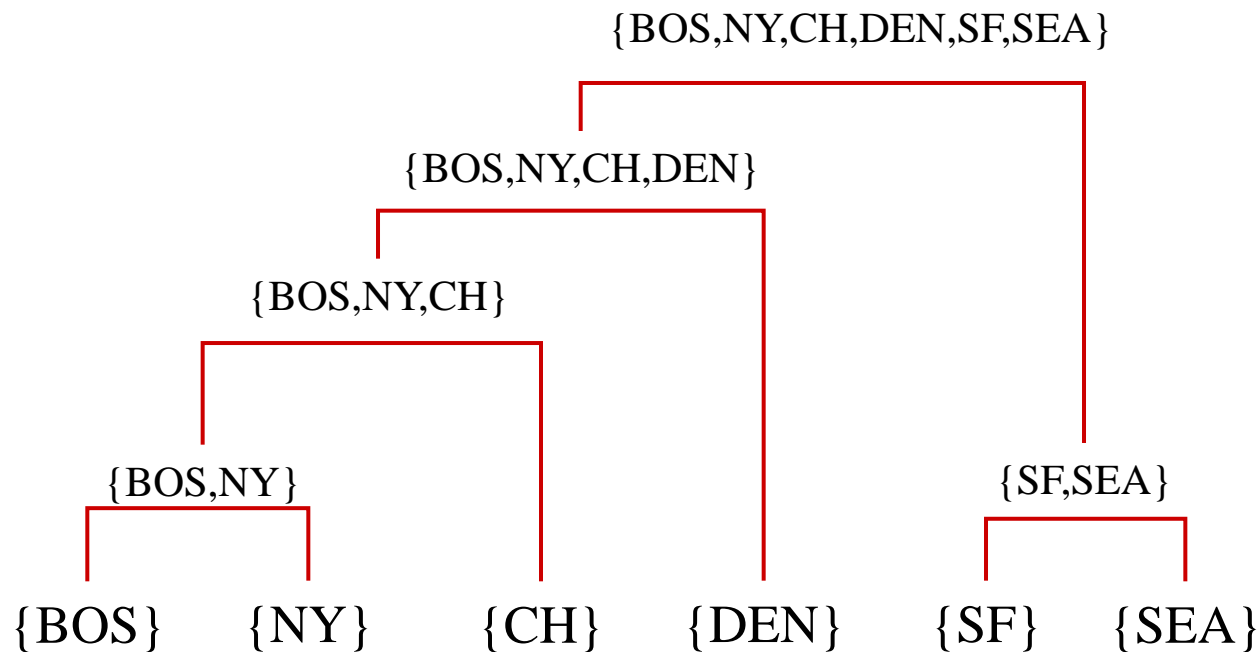 {BOS,NY,CH,DEN,SF,SEA}
{BOS,NY,CH,DEN}
{BOS,NY,CH}
{BOS,NY} {SF,SEA}
{BOS} {NY} {CH} {DEN} {SF} {SEA}